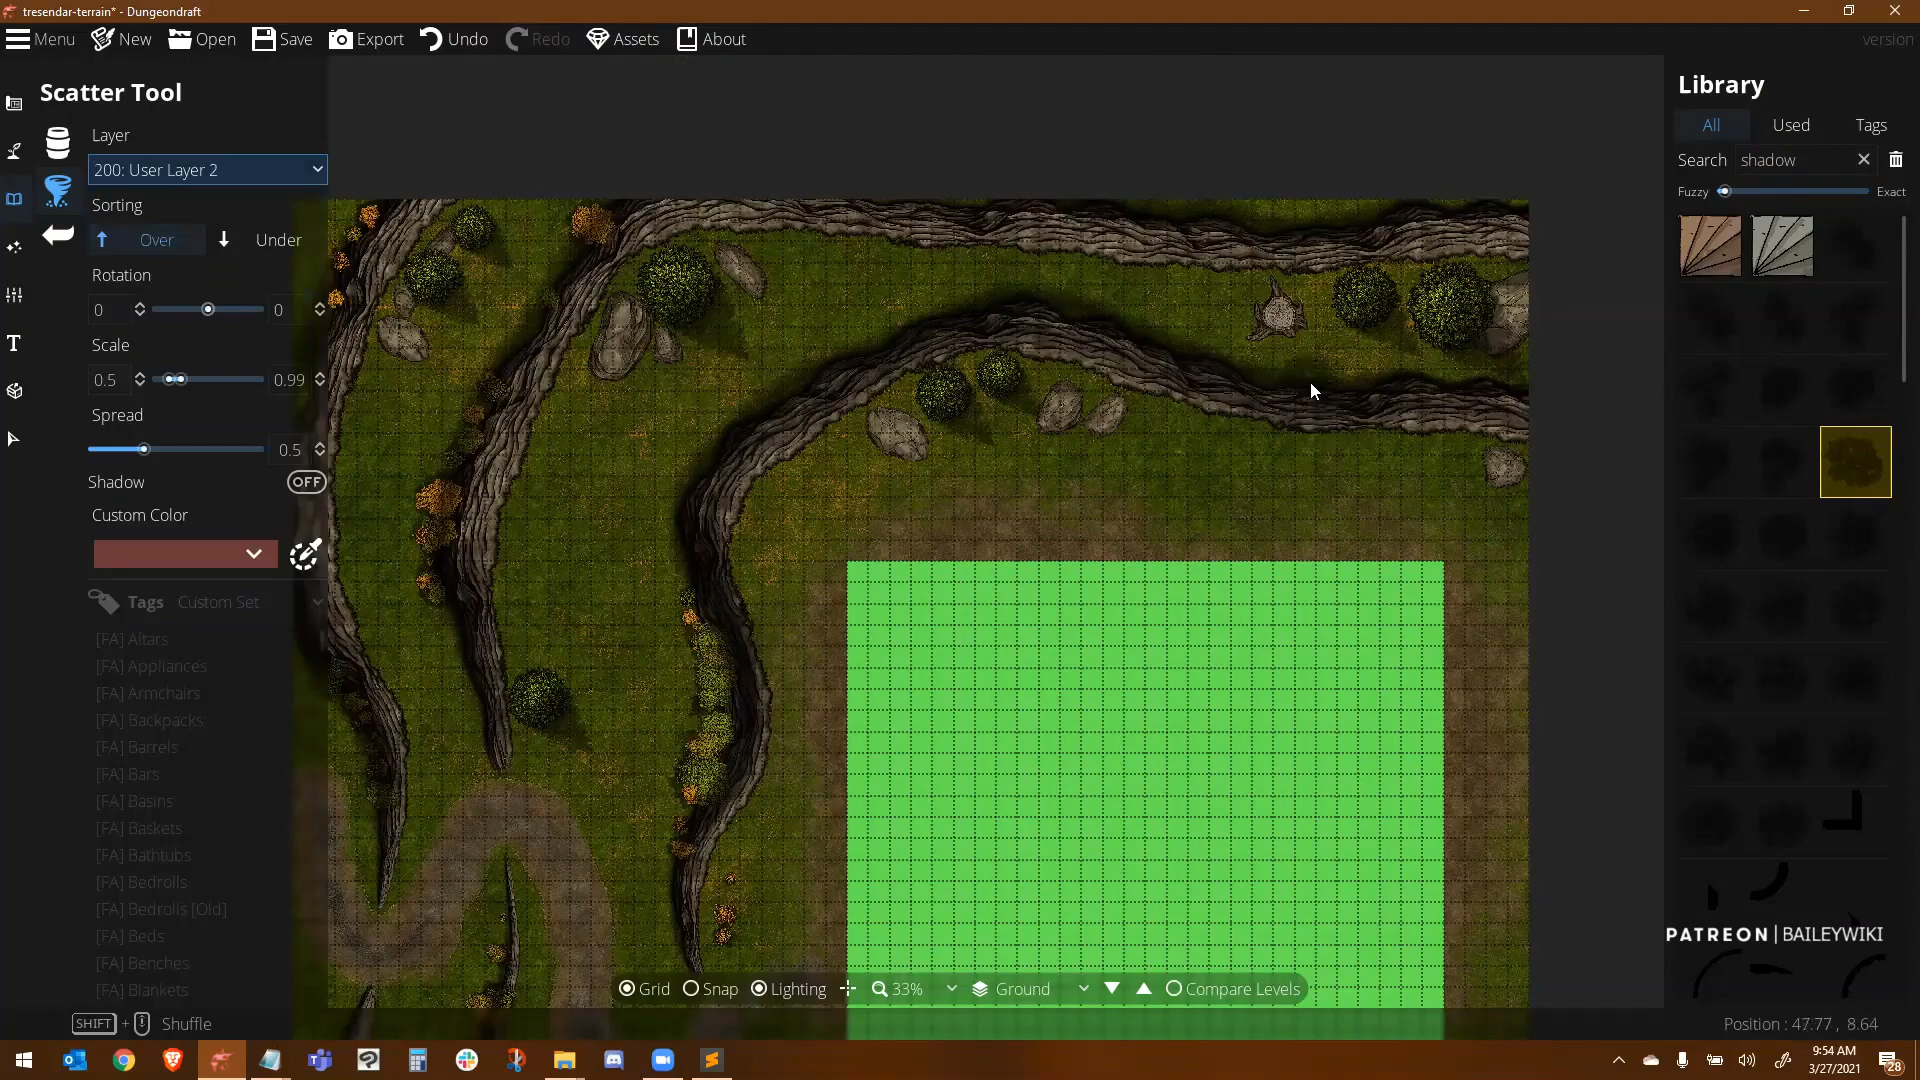 tresendar-terrain* - Dungeondraft
Menu New Open Save Export Undo Redo Assets About
version
Scatter Tool
Layer
200: User Layer 2
Sorting
Over Under
Rotation
0 0
Scale
0.5 0.99
Spread
0.5
Shadow OFF
Custom Color
Tags Custom Set
[FA] Altars
[FA] Appliances
[FA] Armchairs
[FA] Backpacks
[FA] Barrels
[FA] Bars
[FA] Basins
[FA] Baskets
[FA] Bathtubs
[FA] Bedrolls
[FA] Bedrolls [Old]
[FA] Beds
[FA] Benches
[FA] Blankets
SHIFT + Shuffle
Grid Snap Lighting 33% Ground Compare Levels
Library
All Used Tags
Search shadow
Fuzzy Exact
PATREON | BAILEYWIKI
Position : 47.77 , 8.64
9:54 AM
3/27/2021
28